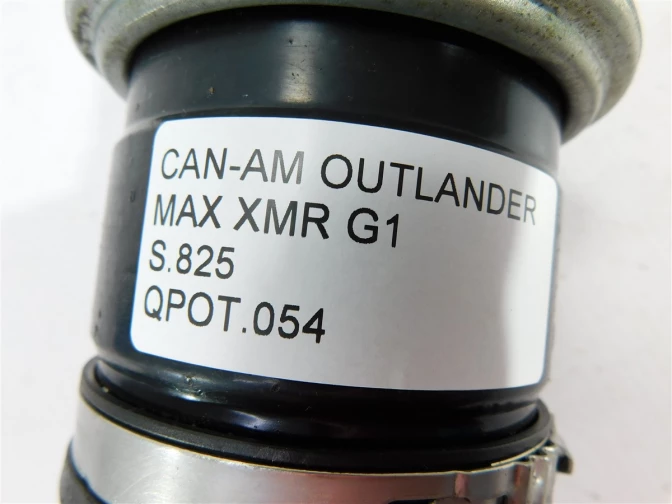 CAN-AM OUTLANDER
MAX XMR G1
S.825
QPOT.054